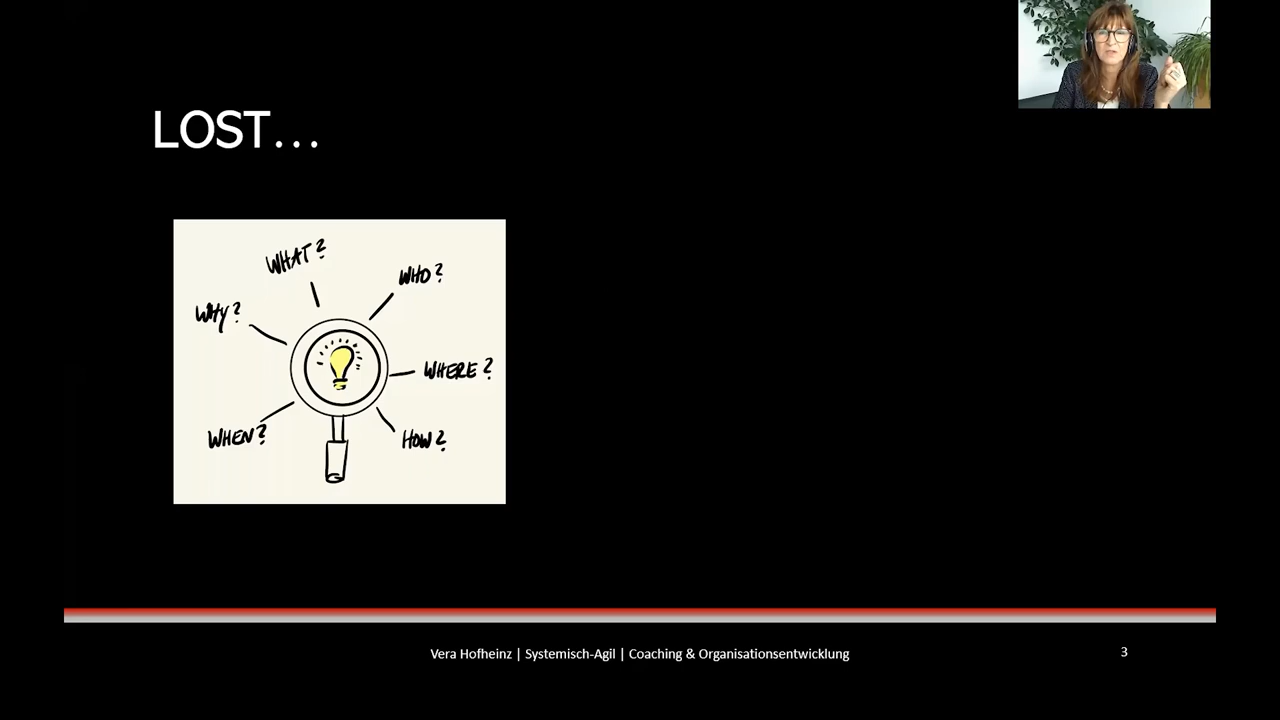 LOST...
WHAT?
WHO?
WHY?
WHERE?
WHEN?
HOW?
Vera Hofheinz | Systemisch-Agil | Coaching & Organisationsentwicklung
3